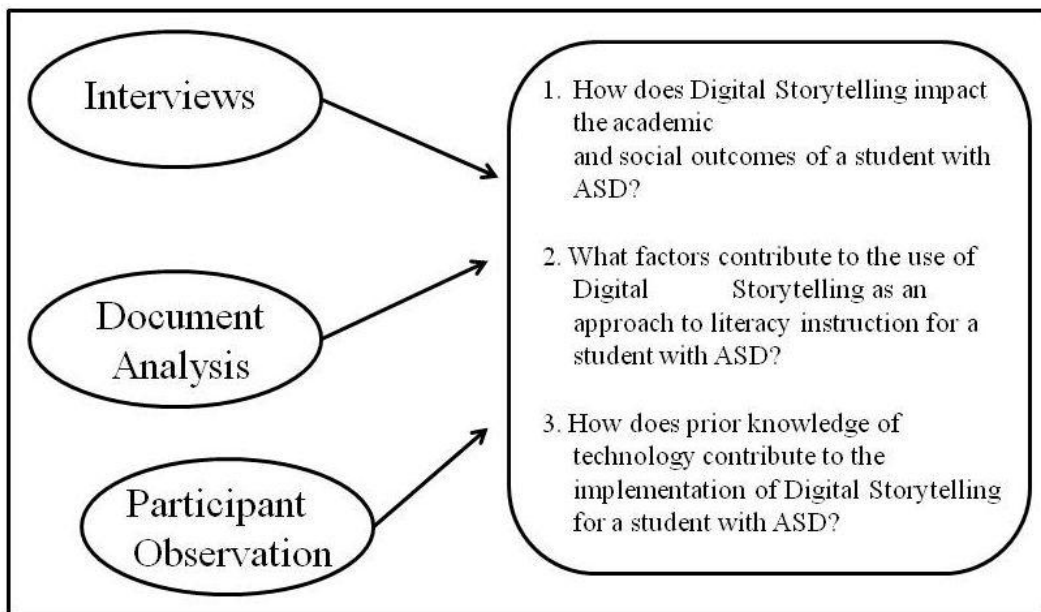 Interviews
Document
Analysis
Participant
Observation
1. How does Digital Storytelling impact
the academic
and social outcomes of a student with
ASD?
2. What factors contribute to the use of
Digital Storytelling as an
approach to literacy instruction for a
student with ASD?
3. How does prior knowledge of
technology contribute to the
implementation of Digital Storytelling
for a student with ASD?